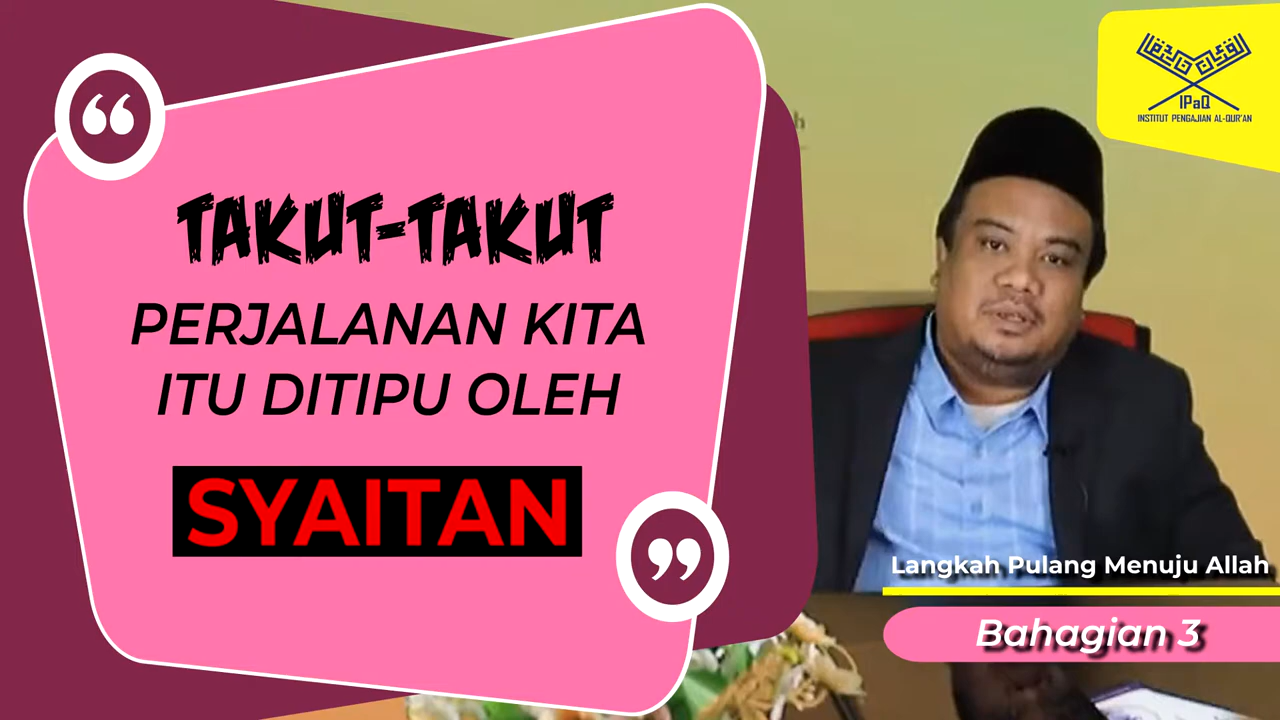 TAKUT-TAKUT
PERJALANAN KITA
ITU DITIPU OLEH
SYAITAN
IPaQ
INSTITUT PENGAJIAN AL-QUR'AN
Langkah Pulang Menuju Allah
Bahagian 3